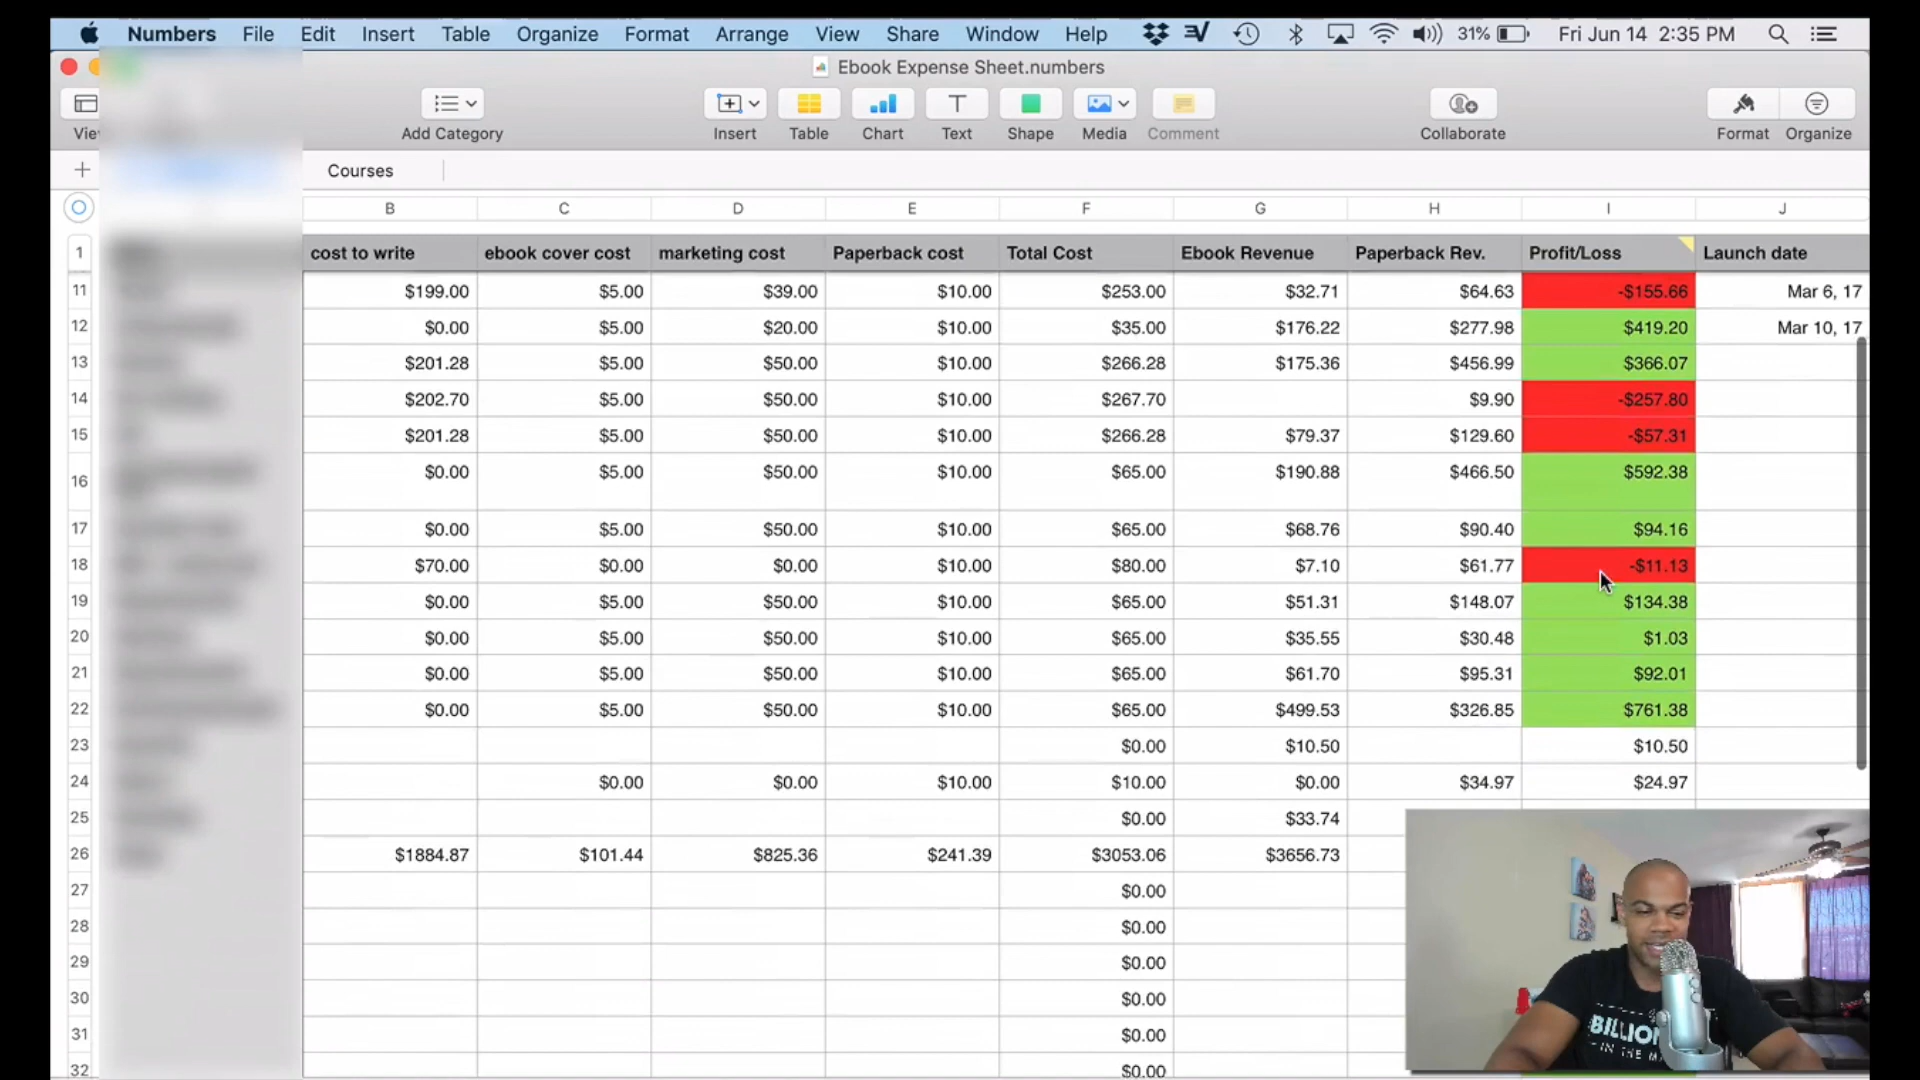 Numbers File Edit Insert Table Organize Format Arrange View Share Window Help 31% Fri Jun 14 2:35 PM
Ebook Expense Sheet.numbers
Add Category Insert Table Chart Text Shape Media Comment Collaborate Format Organize
Courses
B C D E F G H I J
1 cost to write ebook cover cost marketing cost Paperback cost Total Cost Ebook Revenue Paperback Rev. Profit/Loss Launch date
11 $199.00 $5.00 $39.00 $10.00 $253.00 $32.71 $64.63 -$155.66 Mar 6, 17
12 $0.00 $5.00 $20.00 $10.00 $35.00 $176.22 $277.98 $419.20 Mar 10, 17
13 $201.28 $5.00 $50.00 $10.00 $266.28 $175.36 $456.99 $366.07
14 $202.70 $5.00 $50.00 $10.00 $267.70 $9.90 -$257.80
15 $201.28 $5.00 $50.00 $10.00 $266.28 $79.37 $129.60 -$57.31
16 $0.00 $5.00 $50.00 $10.00 $65.00 $190.88 $466.50 $592.38
17 $0.00 $5.00 $50.00 $10.00 $65.00 $68.76 $90.40 $94.16
18 $70.00 $0.00 $0.00 $10.00 $80.00 $7.10 $61.77 -$11.13
19 $0.00 $5.00 $50.00 $10.00 $65.00 $51.31 $148.07 $134.38
20 $0.00 $5.00 $50.00 $10.00 $65.00 $35.55 $30.48 $1.03
21 $0.00 $5.00 $50.00 $10.00 $65.00 $61.70 $95.31 $92.01
22 $0.00 $5.00 $50.00 $10.00 $65.00 $499.53 $326.85 $761.38
23 $0.00 $10.50 $10.50
24 $0.00 $0.00 $10.00 $10.00 $0.00 $34.97 $24.97
25 $0.00 $33.74
26 $1884.87 $101.44 $825.36 $241.39 $3053.06 $3656.73
27 $0.00
28 $0.00
29 $0.00
30 $0.00
31 $0.00
32 $0.00
BILLION
IN THE